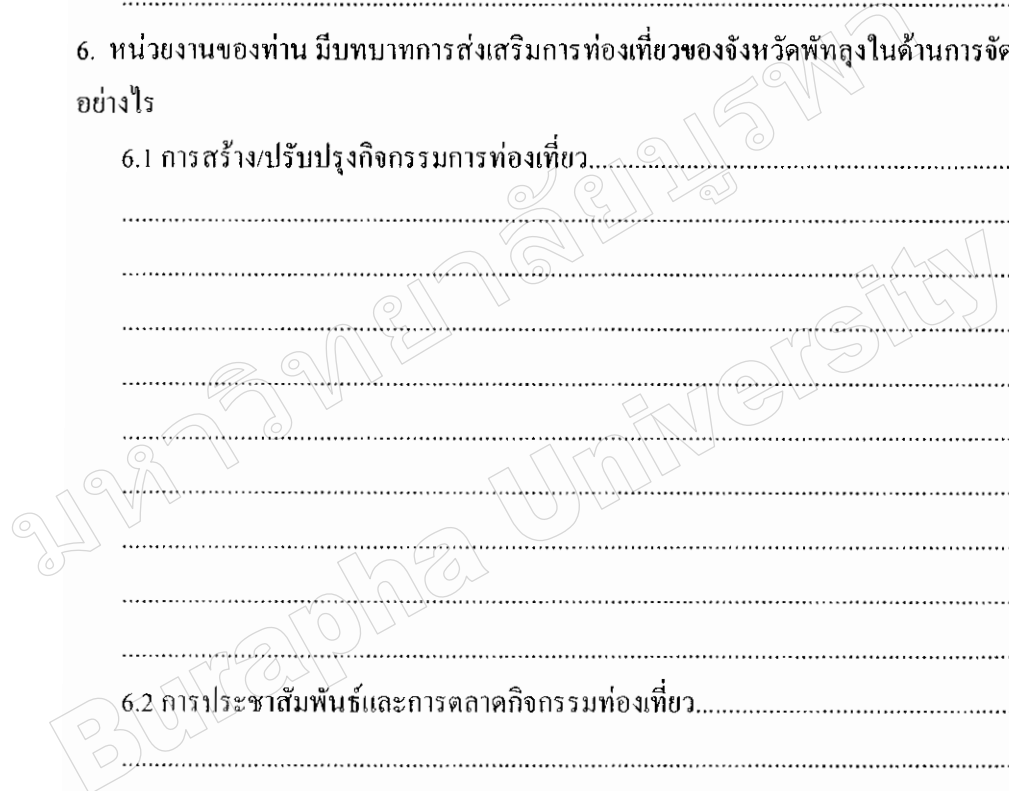 6. หน่วยงานของท่าน มีบทบาทการส่งเสริมการท่องเที่ยวของจังหวัดพัทลุงในด้านการจัด
อย่างไร
6.1 การสร้าง/ปรับปรุงกิจกรรมการท่องเที่ยว
6.2 การประชาสัมพันธ์และการตลาดกิจกรรมท่องเที่ยว
มหาวิทยาลัยบูรพา
Burapha University